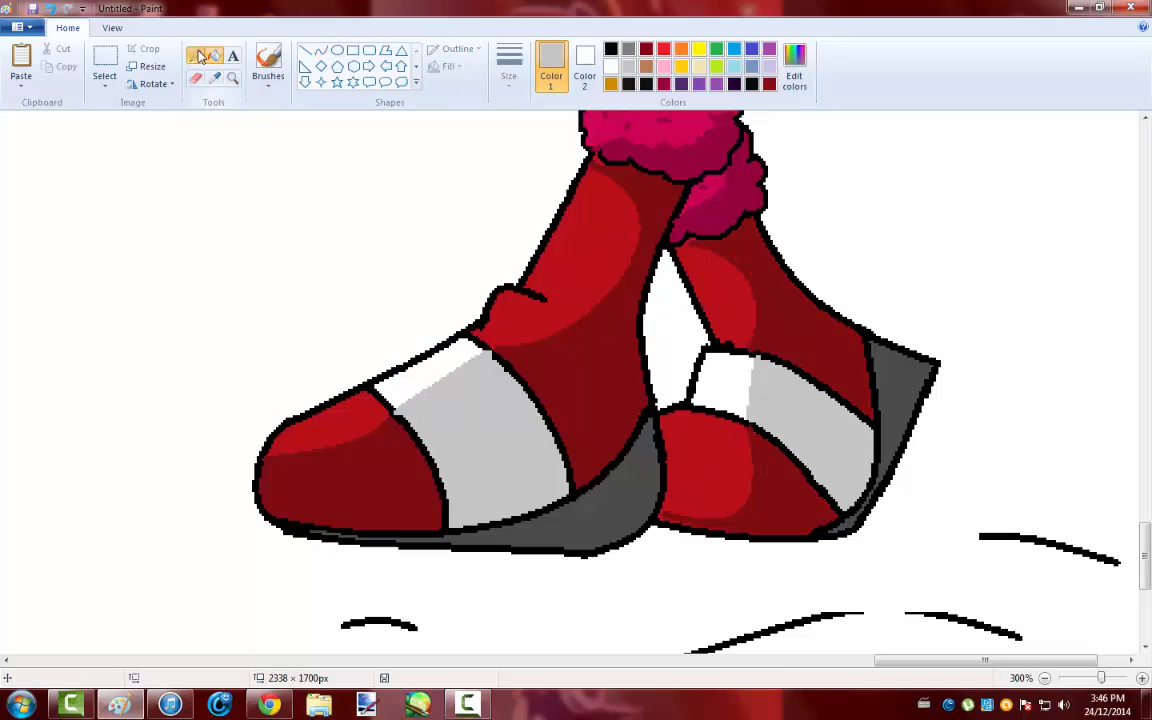 Untitled - Paint
Home
View
Paste
Cut
Copy
Clipboard
Select
Crop
Resize
Rotate
Image
A
Tools
Brushes
Outline
Fill
Shapes
Size
Color
1
Color
2
Edit
colors
Colors
2338 × 1700px
300%
3:46 PM
24/12/2014